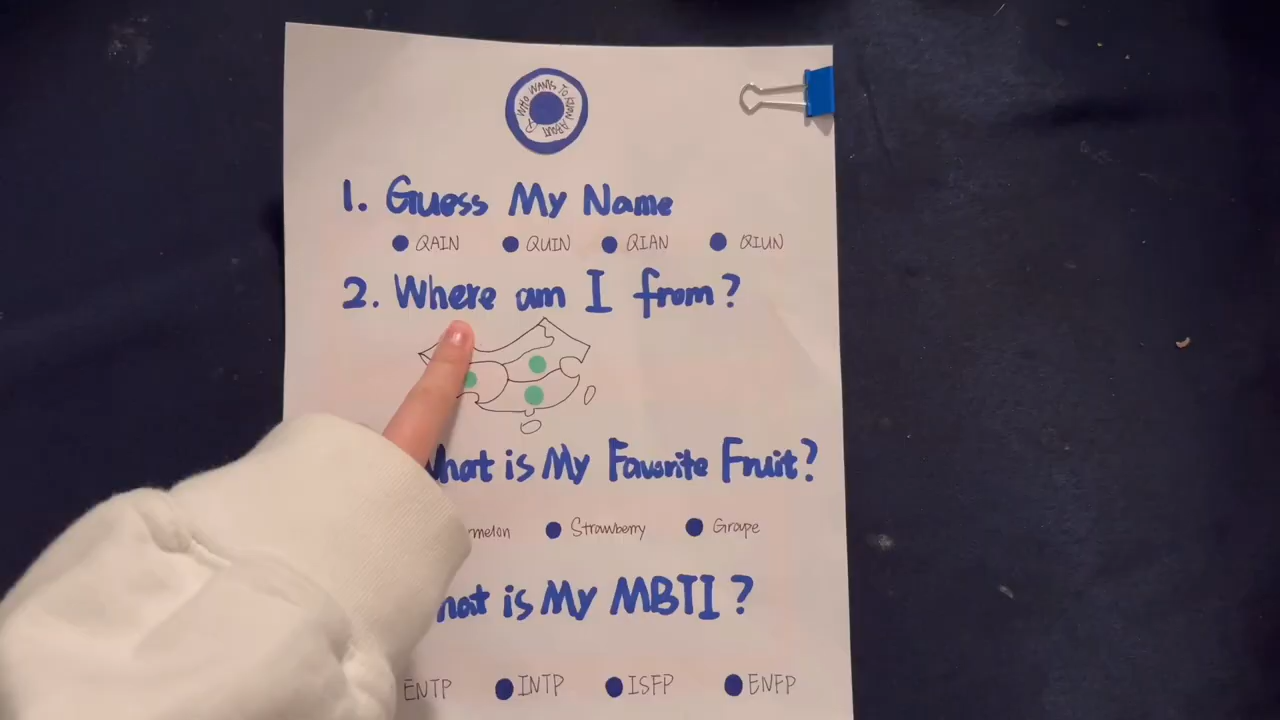 WHO WANTS TO KNOW ABOUT
1. Guess My Name
QAIN QUIN QIAN QIUN
2. Where am I from?
hat is My Favorite Fruit?
melon Strawberry Grape
hat is My MBTI?
ENTP INTP ISFP ENFP